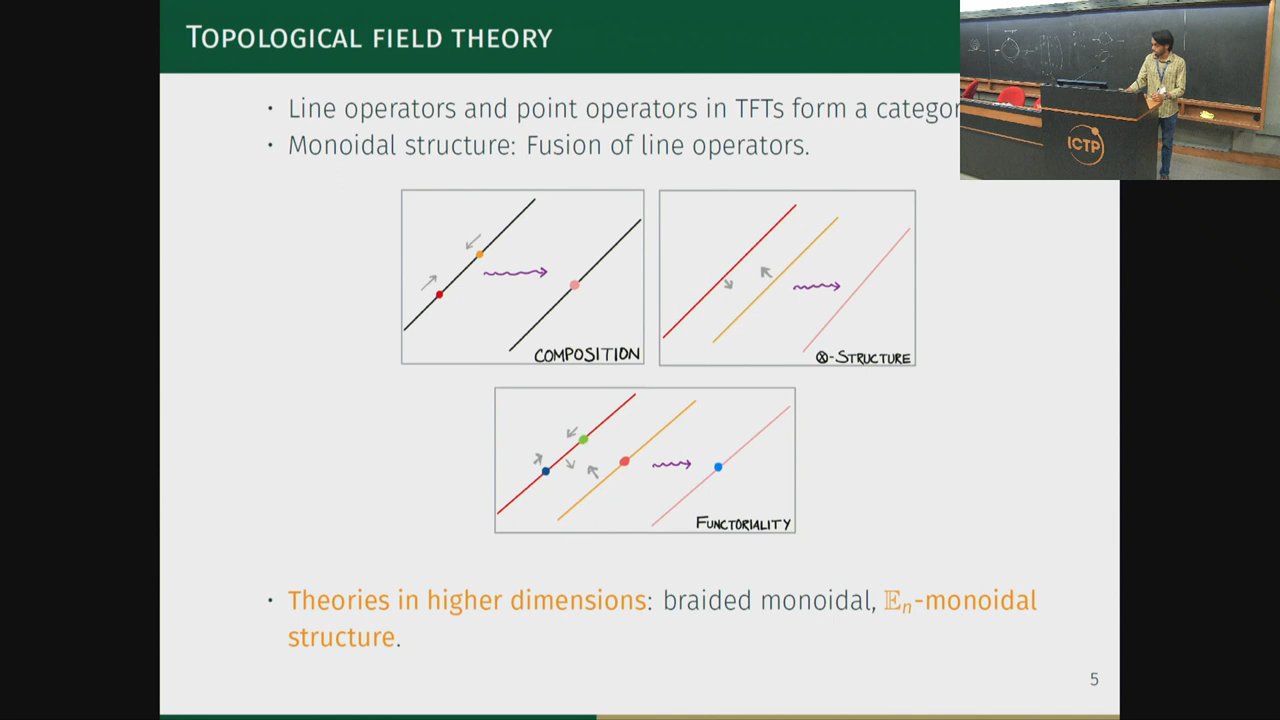 TOPOLOGICAL FIELD THEORY
· Line operators and point operators in TFTs form a categor
· Monoidal structure: Fusion of line operators.
COMPOSITION
⊗-STRUCTURE
FUNCTORIALITY
· Theories in higher dimensions: braided monoidal, 𝔼ₙ-monoidal
structure.
5
ICTP